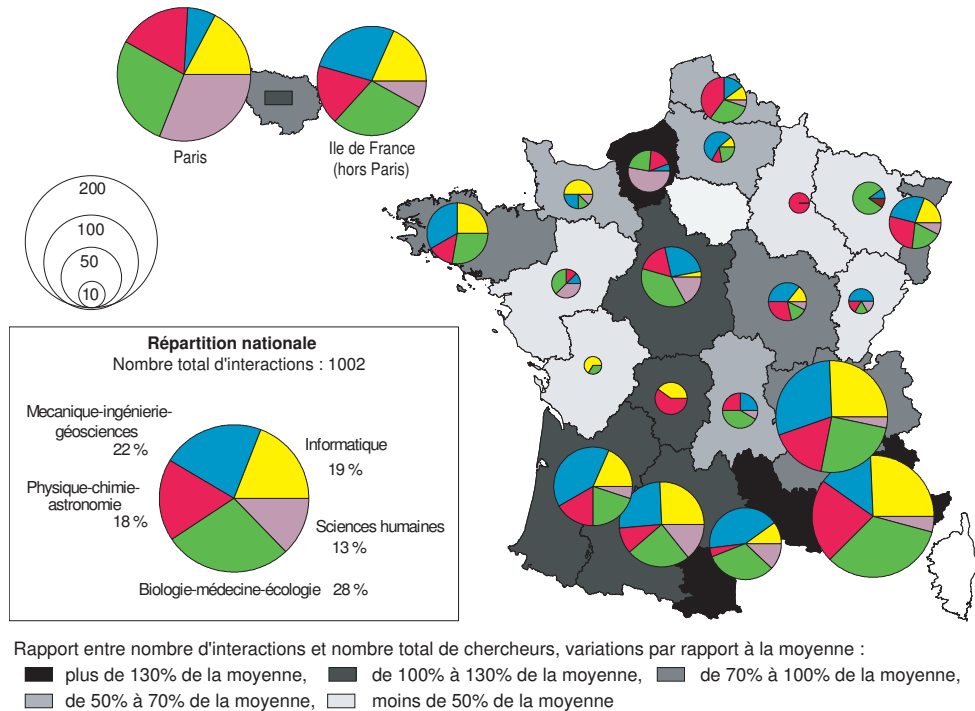 Paris
Ile de France
(hors Paris)
200
100
50
10
Répartition nationale
Nombre total d'interactions : 1002
Mecanique-ingénierie-
géosciences
22 %
Informatique
19 %
Physique-chimie-
astronomie
18 %
Sciences humaines
13 %
Biologie-médecine-écologie 28 %
Rapport entre nombre d'interactions et nombre total de chercheurs, variations par rapport à la moyenne :
plus de 130% de la moyenne, de 100% à 130% de la moyenne, de 70% à 100% de la moyenne,
de 50% à 70% de la moyenne, moins de 50% de la moyenne